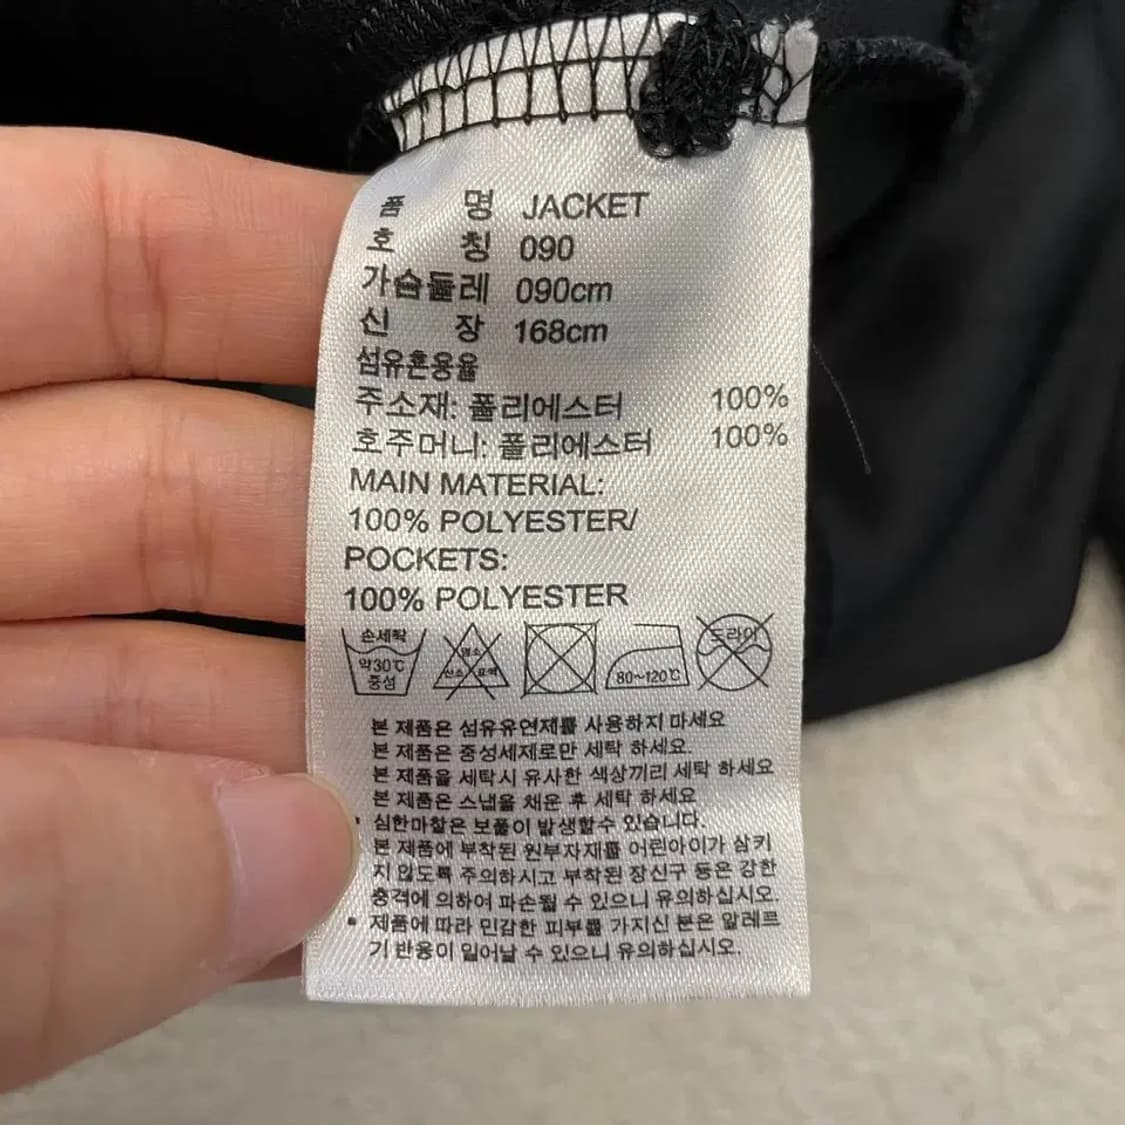 품 명 JACKET
호 칭 090
가슴둘레 090cm
신 장 168cm
섬유혼용율
주소재: 폴리에스터 100%
호주머니: 폴리에스터 100%
MAIN MATERIAL:
100% POLYESTER/
POCKETS:
100% POLYESTER
손세탁 약30℃ 중성
염소 산소 표백
80~120℃
드라이
본 제품은 섬유유연제를 사용하지 마세요
본 제품은 중성세제로만 세탁 하세요.
본 제품을 세탁시 유사한 색상끼리 세탁 하세요
본 제품은 스냅을 채운 후 세탁 하세요
• 심한마찰은 보풀이 발생할수 있습니다.
본 제품에 부착된 원부자재를 어린아이가 삼키
지 않도록 주의하시고 부착된 장신구 등은 강한
충격에 의하여 파손될 수 있으니 유의하십시오.
• 제품에 따라 민감한 피부를 가지신 분은 알레르
기 반응이 일어날 수 있으니 유의하십시오.